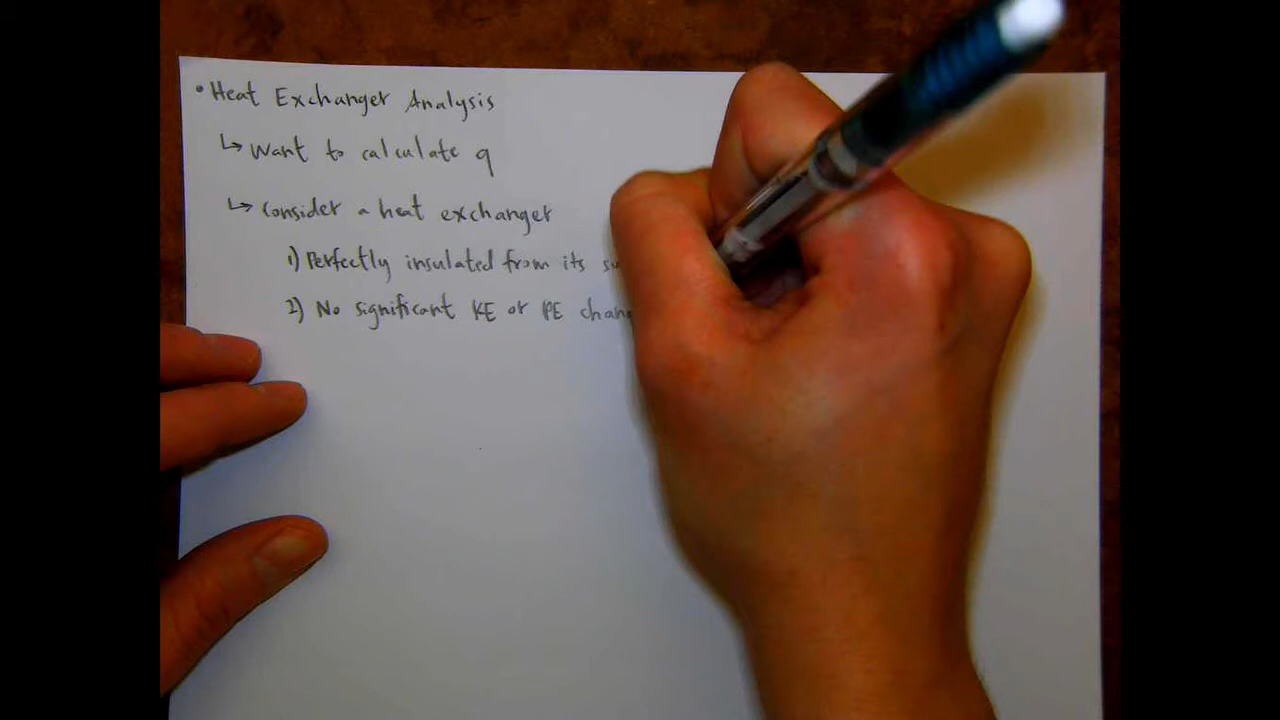 • Heat Exchanger Analysis
↳ Want to calculate q
↳ Consider a heat exchanger
1) Perfectly insulated from its
2) No significant KE or PE